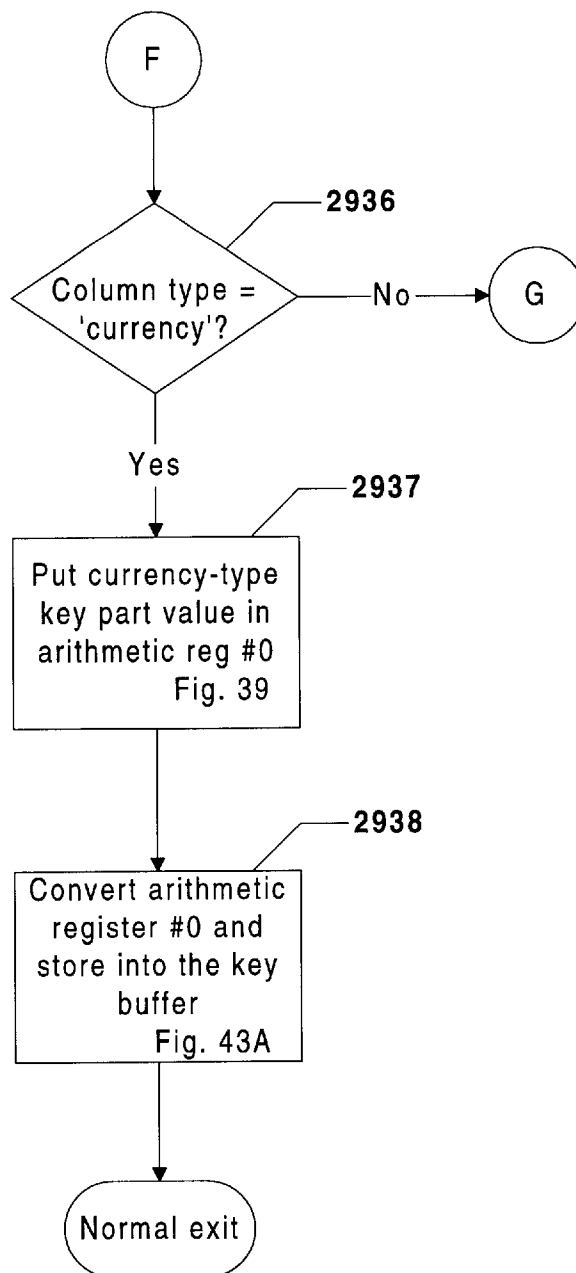 F
2936
Column type =
'currency'?
No
G
Yes
2937
Put currency-type
key part value in
arithmetic reg #0
Fig. 39
2938
Convert arithmetic
register #0 and
store into the key
buffer
Fig. 43A
Normal exit